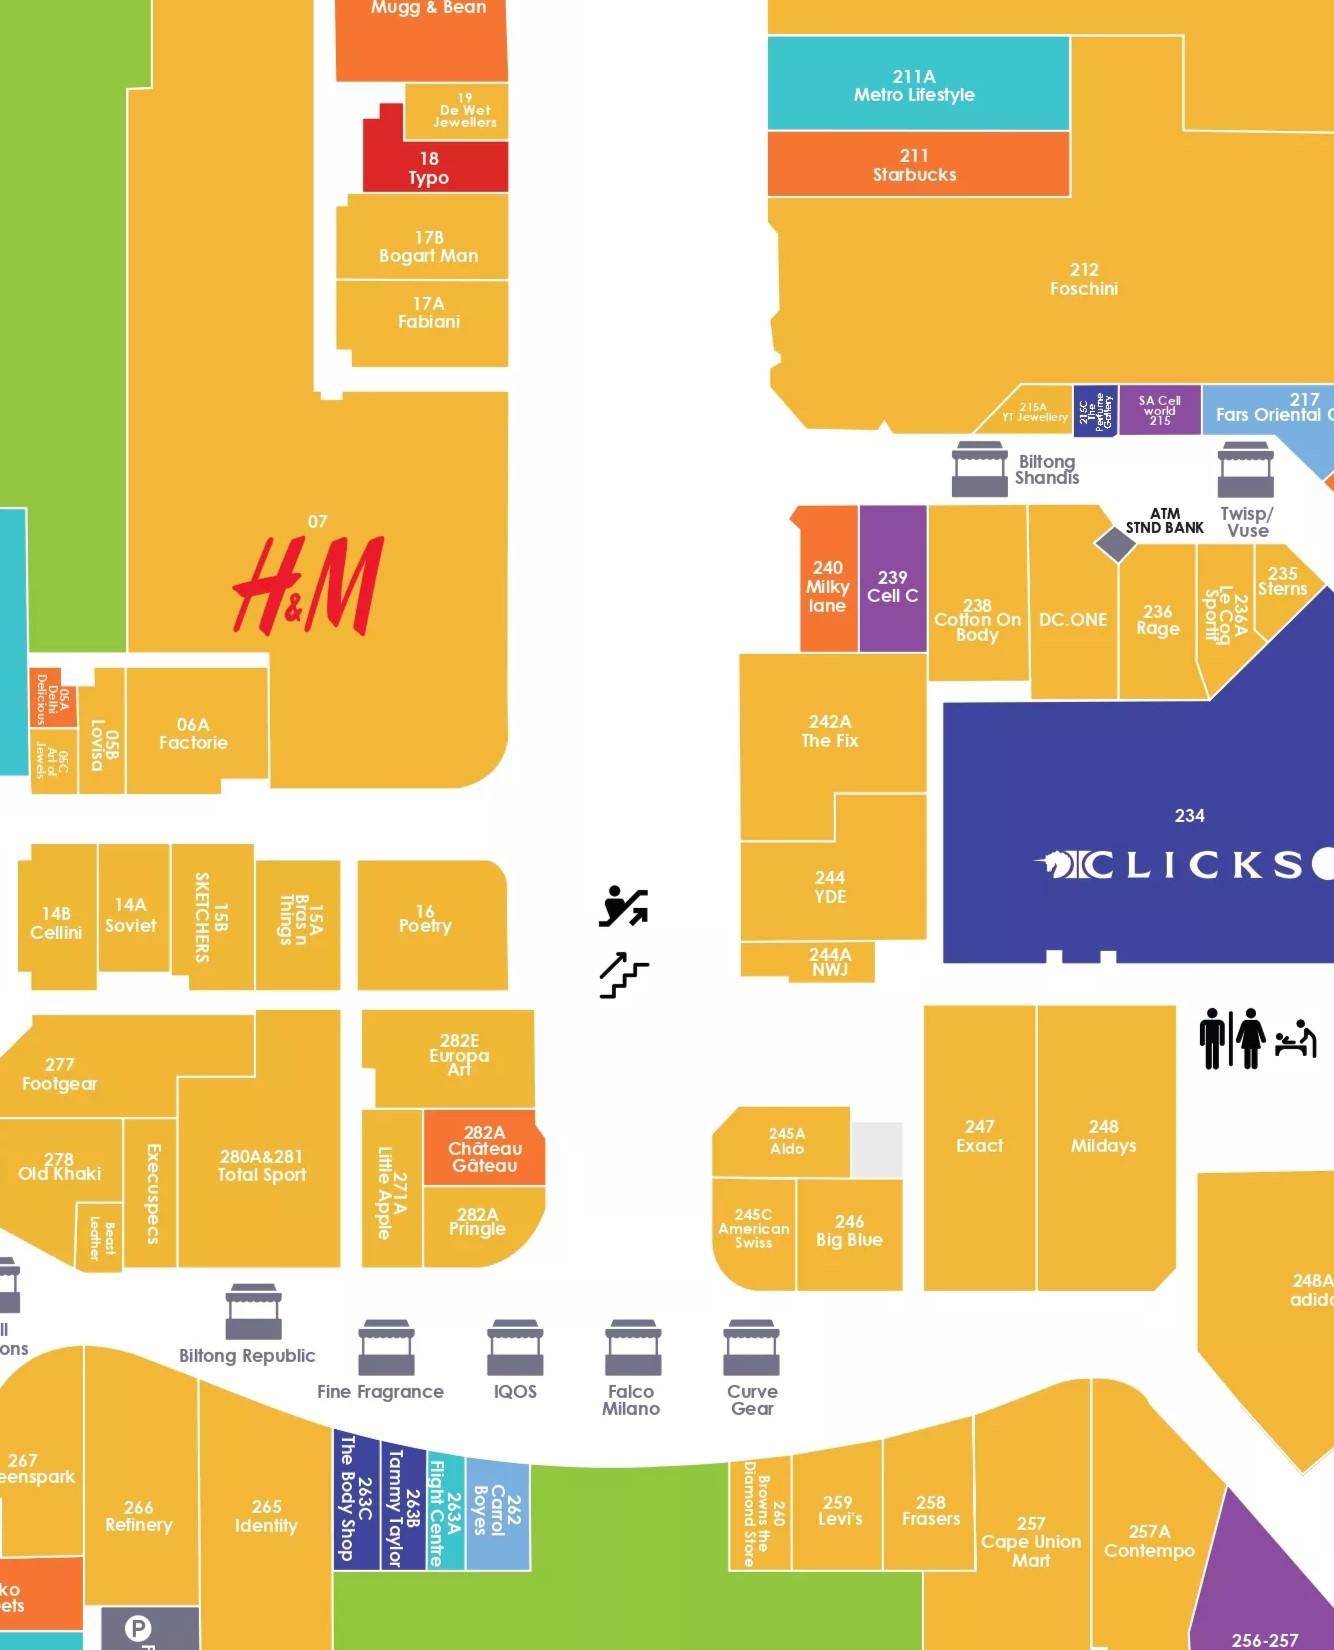 Mugg & Bean
19
De Wet
Jewellers
18
Typo
17B
Bogart Man
17A
Fabiani
211A
Metro Lifestyle
211
Starbucks
212
Foschini
215A
YT Jewellery
215C
The
Perfume
Gallery
SA Cell
world
215
217
Fars Oriental
Biltong
Shandis
Twisp/
Vuse
ATM
STND BANK
07
H&M
240
Milky
lane
239
Cell C
238
Cotton On
Body
DC.ONE
236
Rage
236A
Le Coq
Sportif
235
Sterns
05A
Delhi
Delicious
05C
Art of
Jewels
05B
Lovisa
06A
Factorie
242A
The Fix
234
CLICKS
244
YDE
244A
NWJ
14B
Cellini
14A
Soviet
15B
SKETCHERS
15A
Bras n
Things
16
Poetry
277
Footgear
282E
Europa
Art
278
Old Khaki
Execuspecs
Beast
Leather
280A&281
Total Sport
271A
Little Apple
282A
Château
Gâteau
282A
Pringle
245A
Aldo
245C
American
Swiss
246
Big Blue
247
Exact
248
Mildays
248A
Biltong Republic
Fine Fragrance
IQOS
Falco
Milano
Curve
Gear
267
eenspark
266
Refinery
265
Identity
263C
The Body Shop
263B
Tammy Taylor
263A
Flight Centre
262
Carrol
Boyes
260
Browns the
Diamond Store
259
Levi's
258
Frasers
257
Cape Union
Mart
257A
Contempo
256-257
P